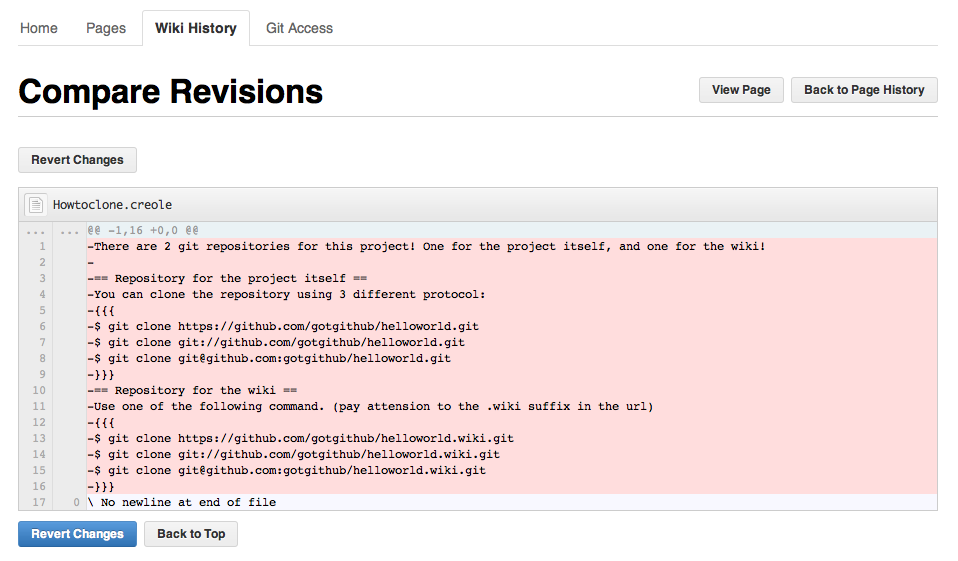 Home Pages Wiki History Git Access
Compare Revisions
View Page Back to Page History
Revert Changes
Howtoclone.creole
... ... @@ -1,16 +0,0 @@
1 -There are 2 git repositories for this project! One for the project itself, and one for the wiki!
2 -
3 -== Repository for the project itself ==
4 -You can clone the repository using 3 different protocol:
5 -{{{
6 -$ git clone https://github.com/gotgithub/helloworld.git
7 -$ git clone git://github.com/gotgithub/helloworld.git
8 -$ git clone git@github.com:gotgithub/helloworld.git
9 -}}}
10 -== Repository for the wiki ==
11 -Use one of the following command. (pay attension to the .wiki suffix in the url)
12 -{{{
13 -$ git clone https://github.com/gotgithub/helloworld.wiki.git
14 -$ git clone git://github.com/gotgithub/helloworld.wiki.git
15 -$ git clone git@github.com:gotgithub/helloworld.wiki.git
16 -}}}
17 0 \ No newline at end of file
Revert Changes Back to Top